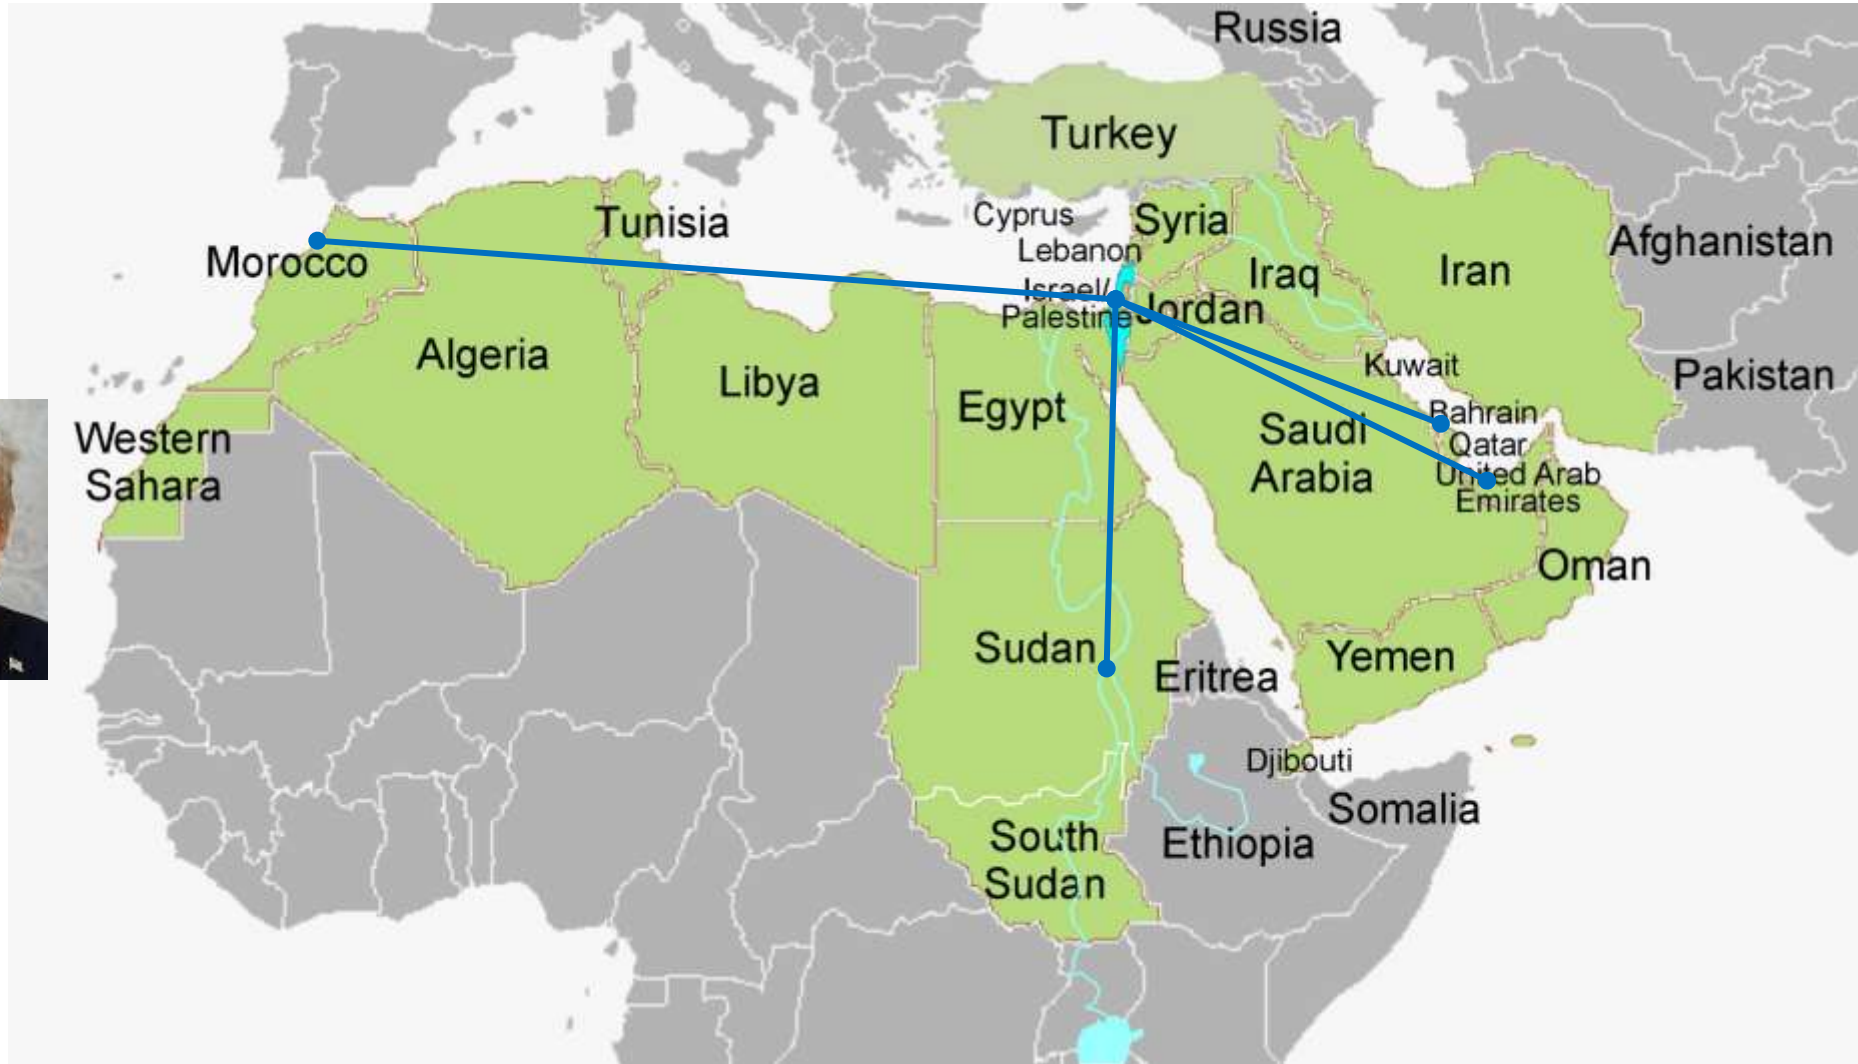 Russia
Turkey
Cyprus
Syria
Tunisia
Lebanon
Morocco
Israel/
Palestine
Jordan
Iraq
Iran
Afghanistan
Algeria
Libya
Egypt
Kuwait
Pakistan
Western
Sahara
Saudi
Arabia
Bahrain
Qatar
United Arab
Emirates
Oman
Sudan
Eritrea
Yemen
Djibouti
Somalia
South
Sudan
Ethiopia